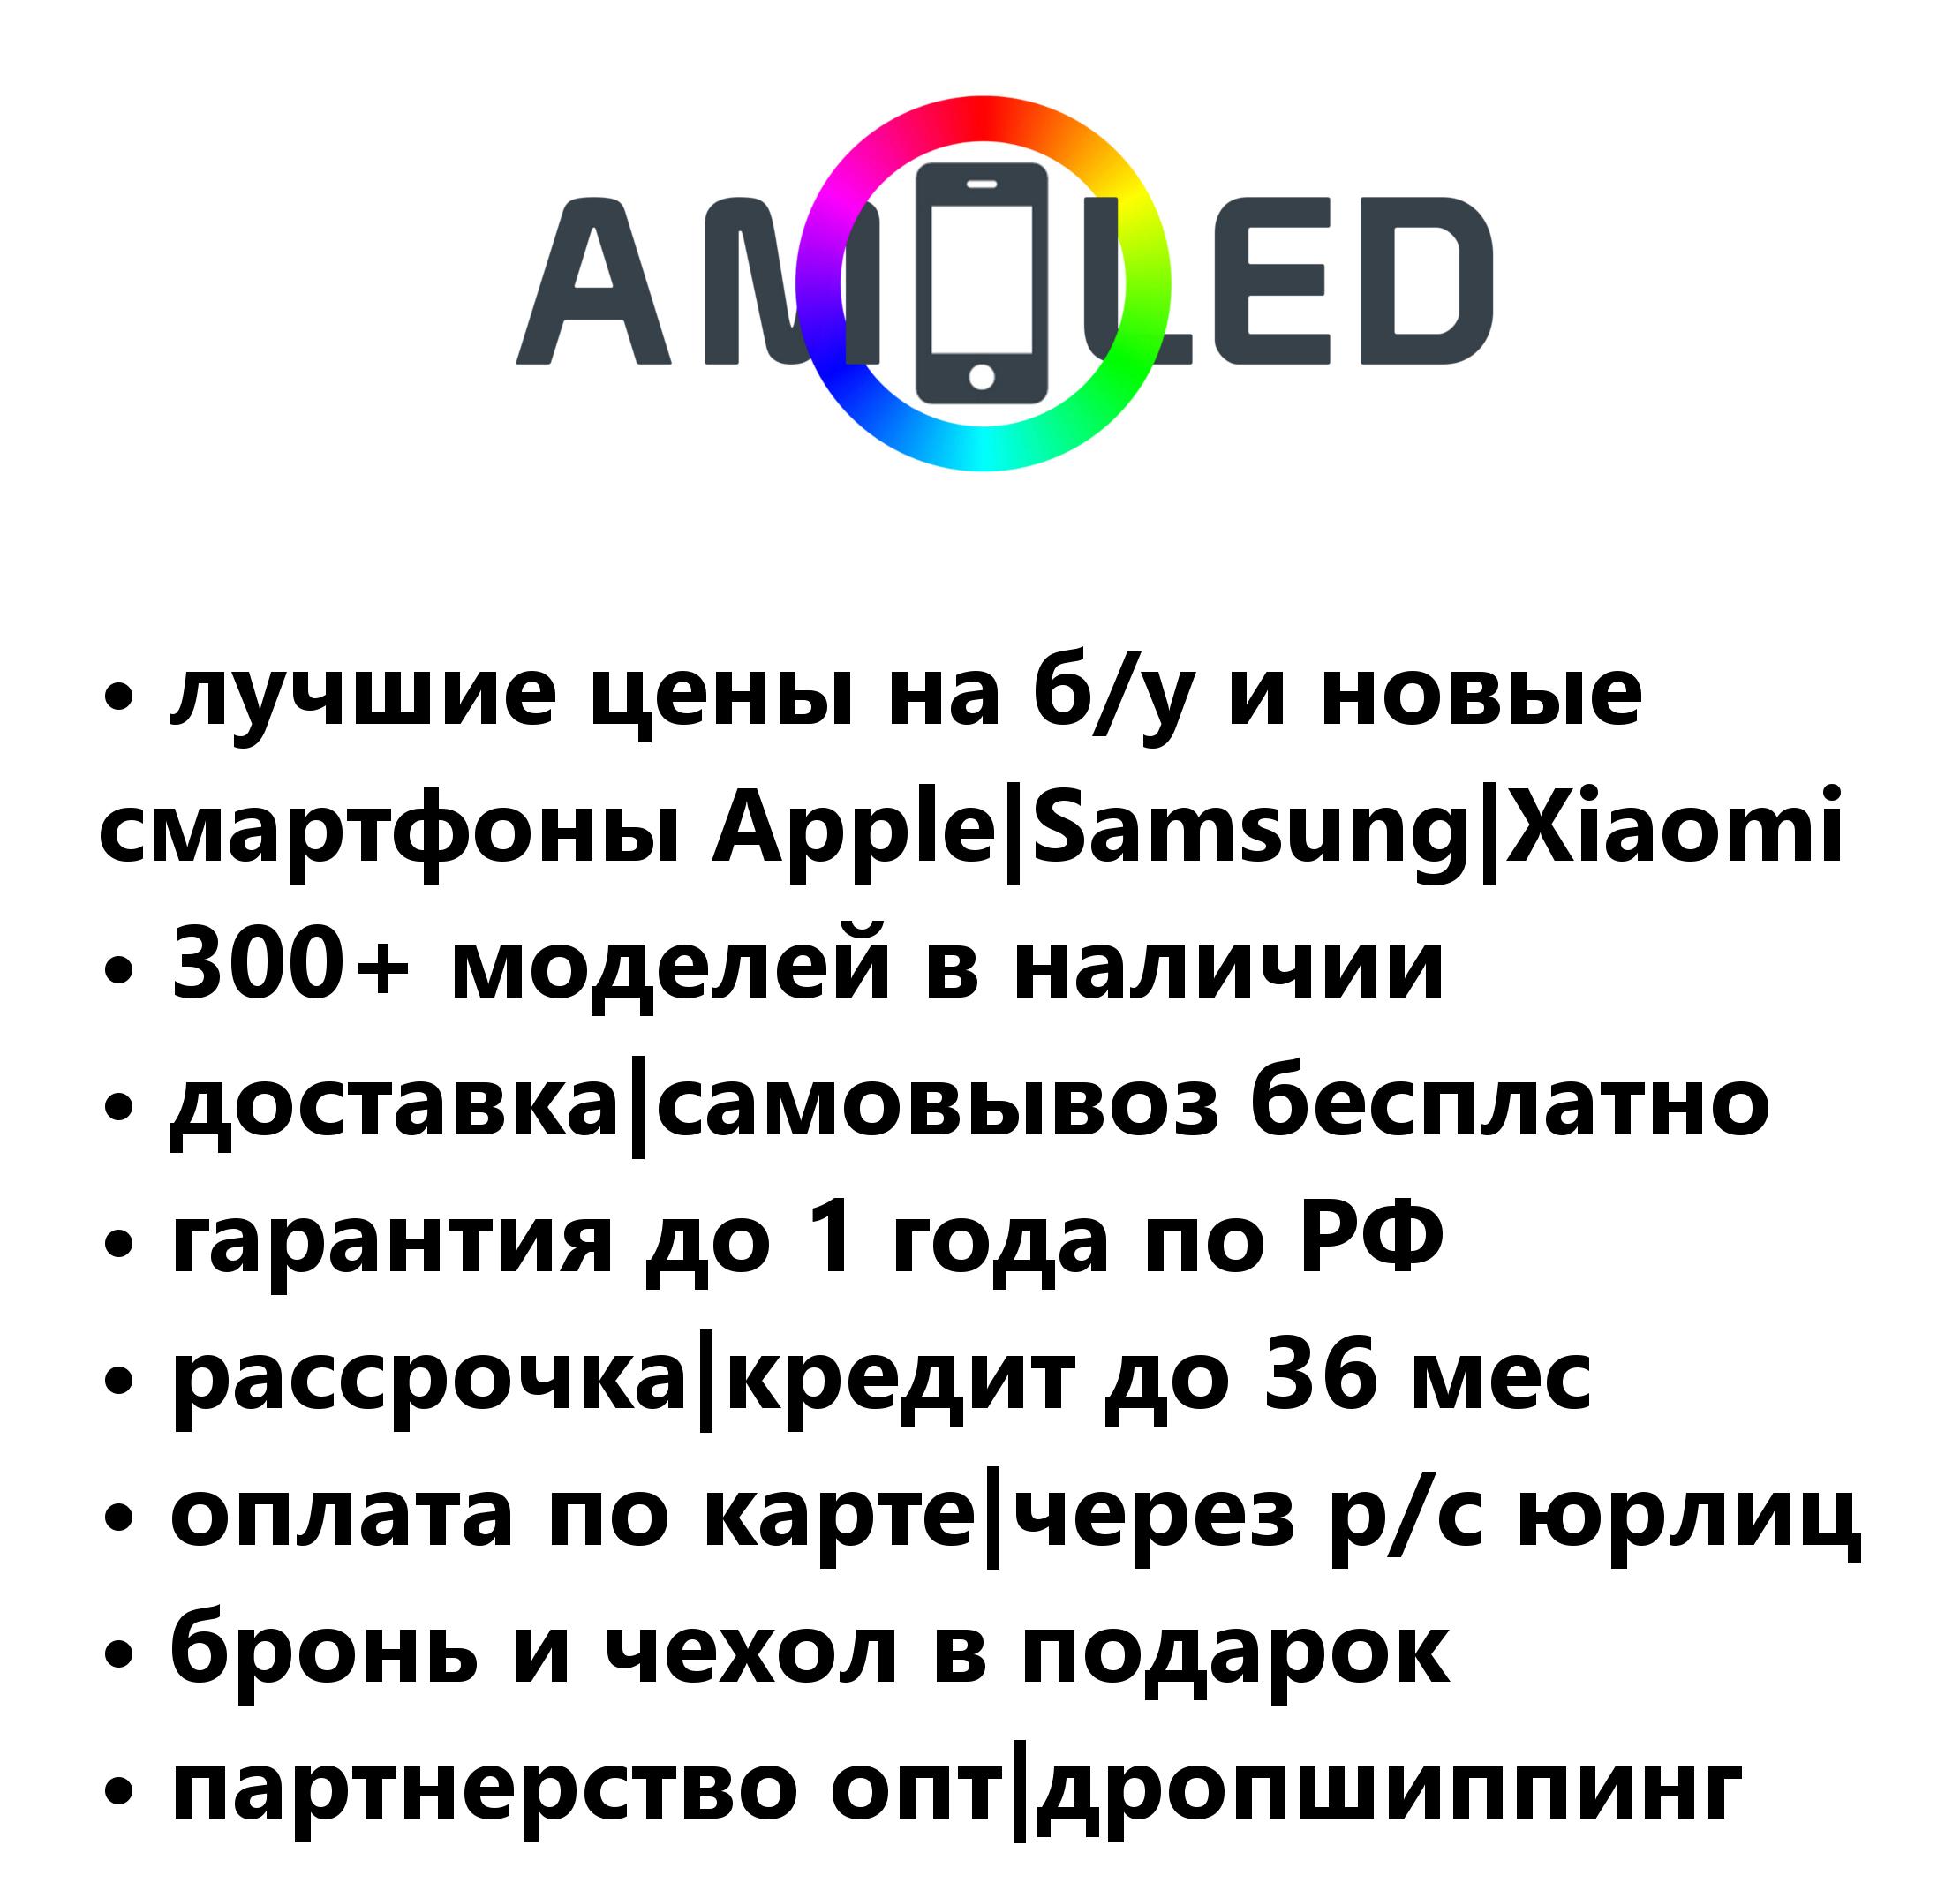 AMOLED
• лучшие цены на б/у и новые
смартфоны Apple|Samsung|Xiaomi
• 300+ моделей в наличии
• доставка|самовывоз бесплатно
• гарантия до 1 года по РФ
• рассрочка|кредит до 36 мес
• оплата по карте|через р/с юрлиц
• бронь и чехол в подарок
• партнерство опт|дропшиппинг